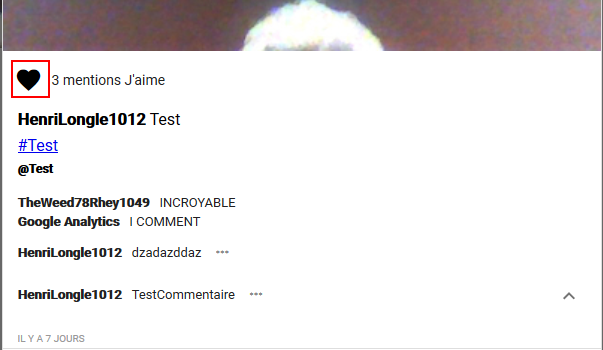 3 mentions J'aime
HenriLongle1012 Test
#Test
@Test
TheWeed78Rhey1049 INCROYABLE
Google Analytics I COMMENT
HenriLongle1012 dzadazddaz ···
HenriLongle1012 TestCommentaire ···
IL Y A 7 JOURS